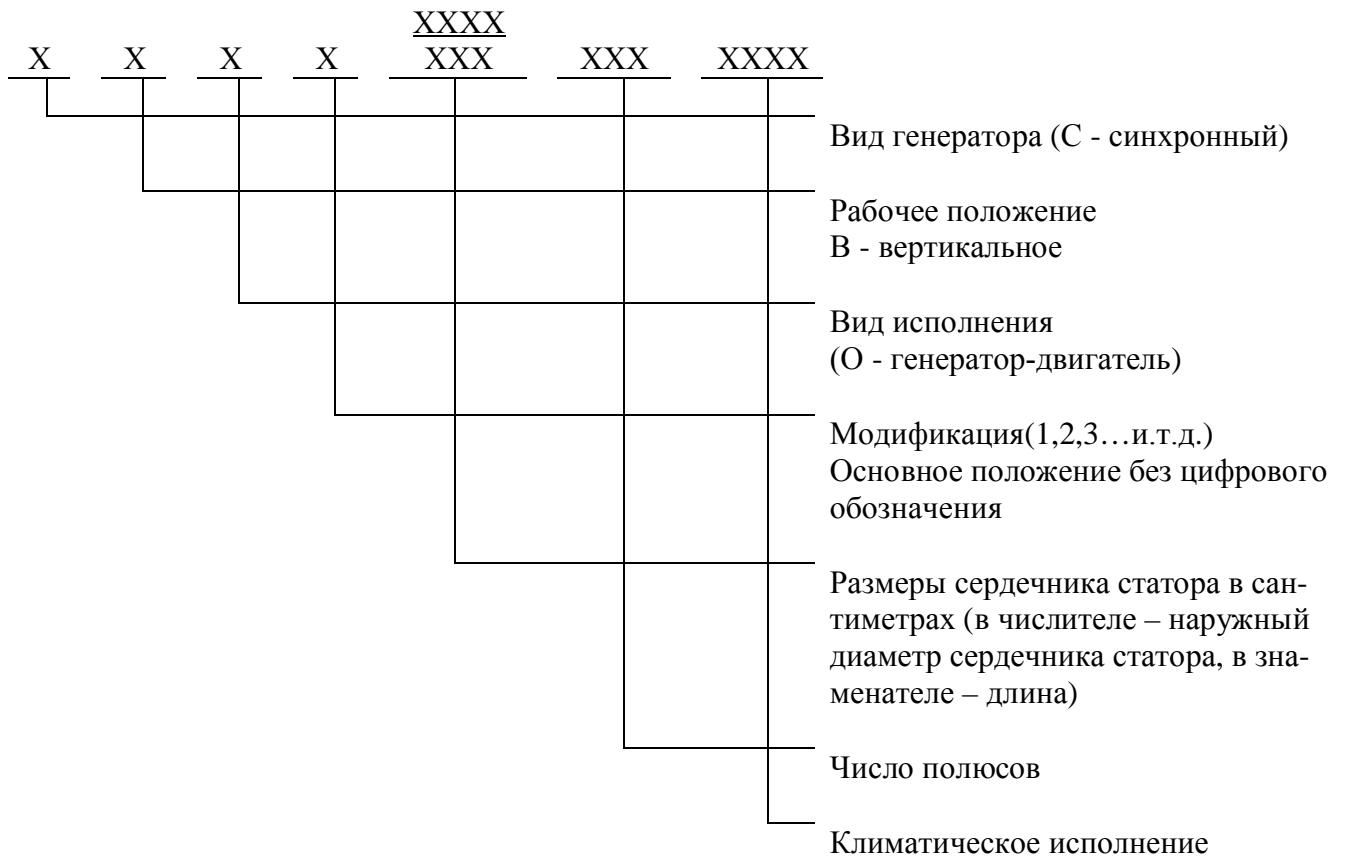 XXXX
X X X X XXX XXX XXXX
Вид генератора (С - синхронный)
Рабочее положение
В - вертикальное
Вид исполнения
(О - генератор-двигатель)
Модификация(1,2,3…и.т.д.)
Основное положение без цифрового
обозначения
Размеры сердечника статора в сан-
тиметрах (в числителе – наружный
диаметр сердечника статора, в зна-
менателе – длина)
Число полюсов
Климатическое исполнение